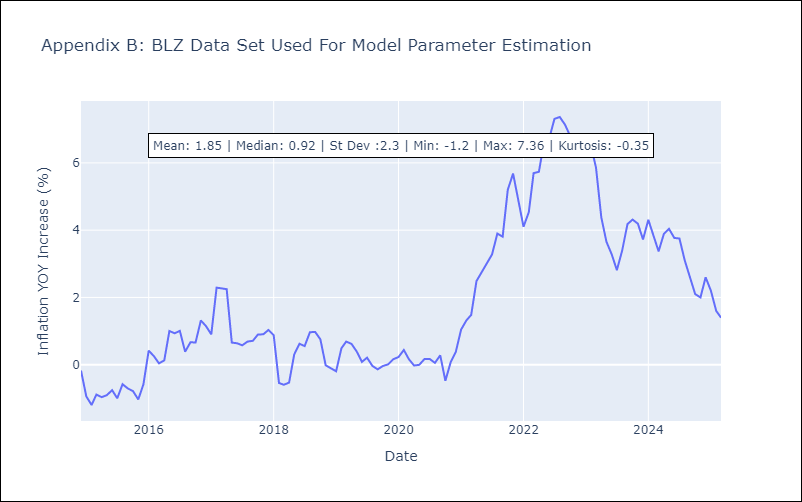 Appendix B: BLZ Data Set Used For Model Parameter Estimation
Mean: 1.85 | Median: 0.92 | St Dev :2.3 | Min: -1.2 | Max: 7.36 | Kurtosis: -0.35
Inflation YOY Increase (%)
6
4
2
0
2016 2018 2020 2022 2024
Date